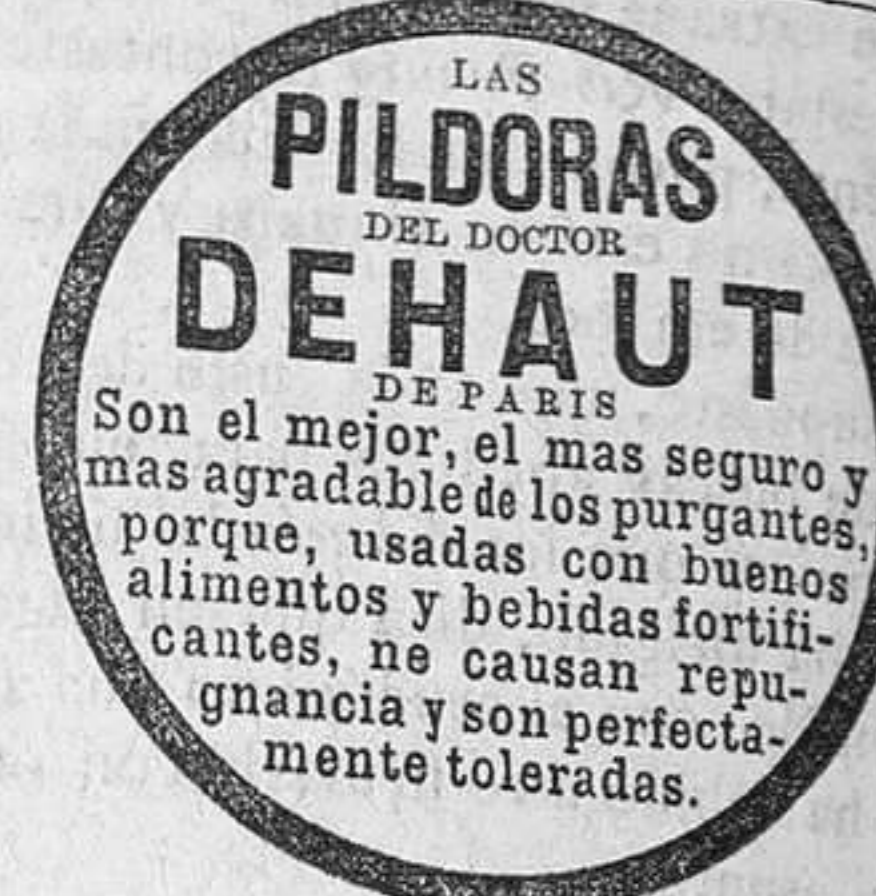 LAS
PILDORAS
DEL DOCTOR
DEHAUT
DE PARIS
Son el mejor, el mas seguro y
mas agradable de los purgantes,
porque, usadas con buenos
alimentos y bebidas fortifi-
cantes, ne causan repu-
gnancia y son perfecta-
mente toleradas.